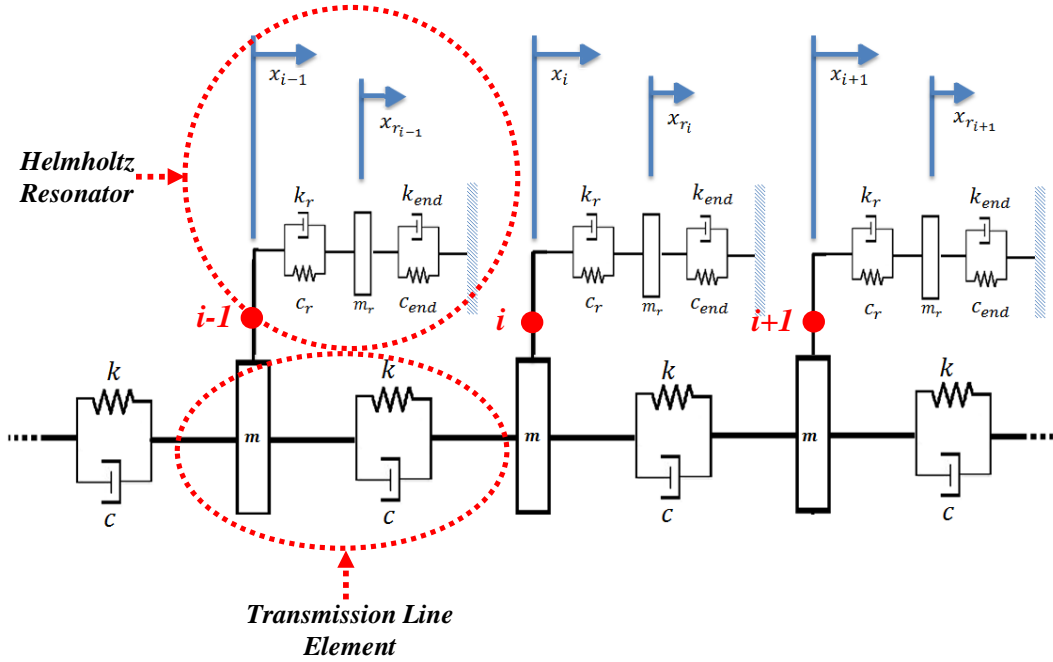 x_{i−1} x_i x_{i+1}
x_{r_{i−1}} x_{r_i} x_{r_{i+1}}
Helmholtz
Resonator
k_r k_{end} k_r k_{end} k_r k_{end}
c_r m_r c_{end} c_r m_r c_{end} c_r m_r c_{end}
i-1 i i+1
k k k k
m m m
c c c c
Transmission Line
Element